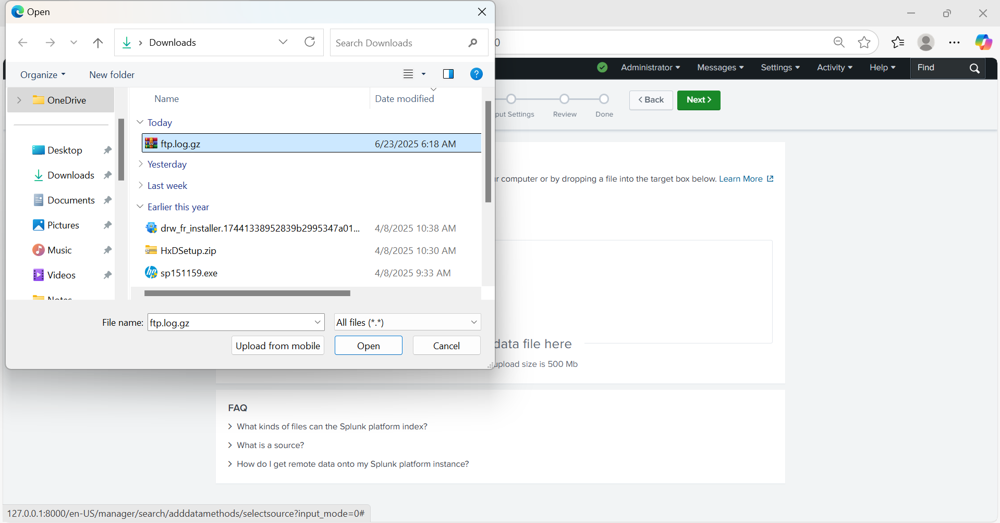 Open
Downloads
Search Downloads
Organize
New folder
OneDrive
Desktop
Downloads
Documents
Pictures
Music
Videos
Name
Date modified
Today
ftp.log.gz 6/23/2025 6:18 AM
Yesterday
Last week
Earlier this year
drw_fr_installer.17441338952839b2995347a01... 4/8/2025 10:38 AM
HxDSetup.zip 4/8/2025 10:30 AM
sp151159.exe 4/8/2025 9:33 AM
File name: ftp.log.gz
All files (*.*)
Upload from mobile
Open
Cancel
0
Administrator
Messages
Settings
Activity
Help
Find
put Settings
Review
Done
< Back
Next >
r computer or by dropping a file into the target box below. Learn More
data file here
upload size is 500 Mb
FAQ
> What kinds of files can the Splunk platform index?
> What is a source?
> How do I get remote data onto my Splunk platform instance?
127.0.0.1:8000/en-US/manager/search/adddatamethods/selectsource?input_mode=0#